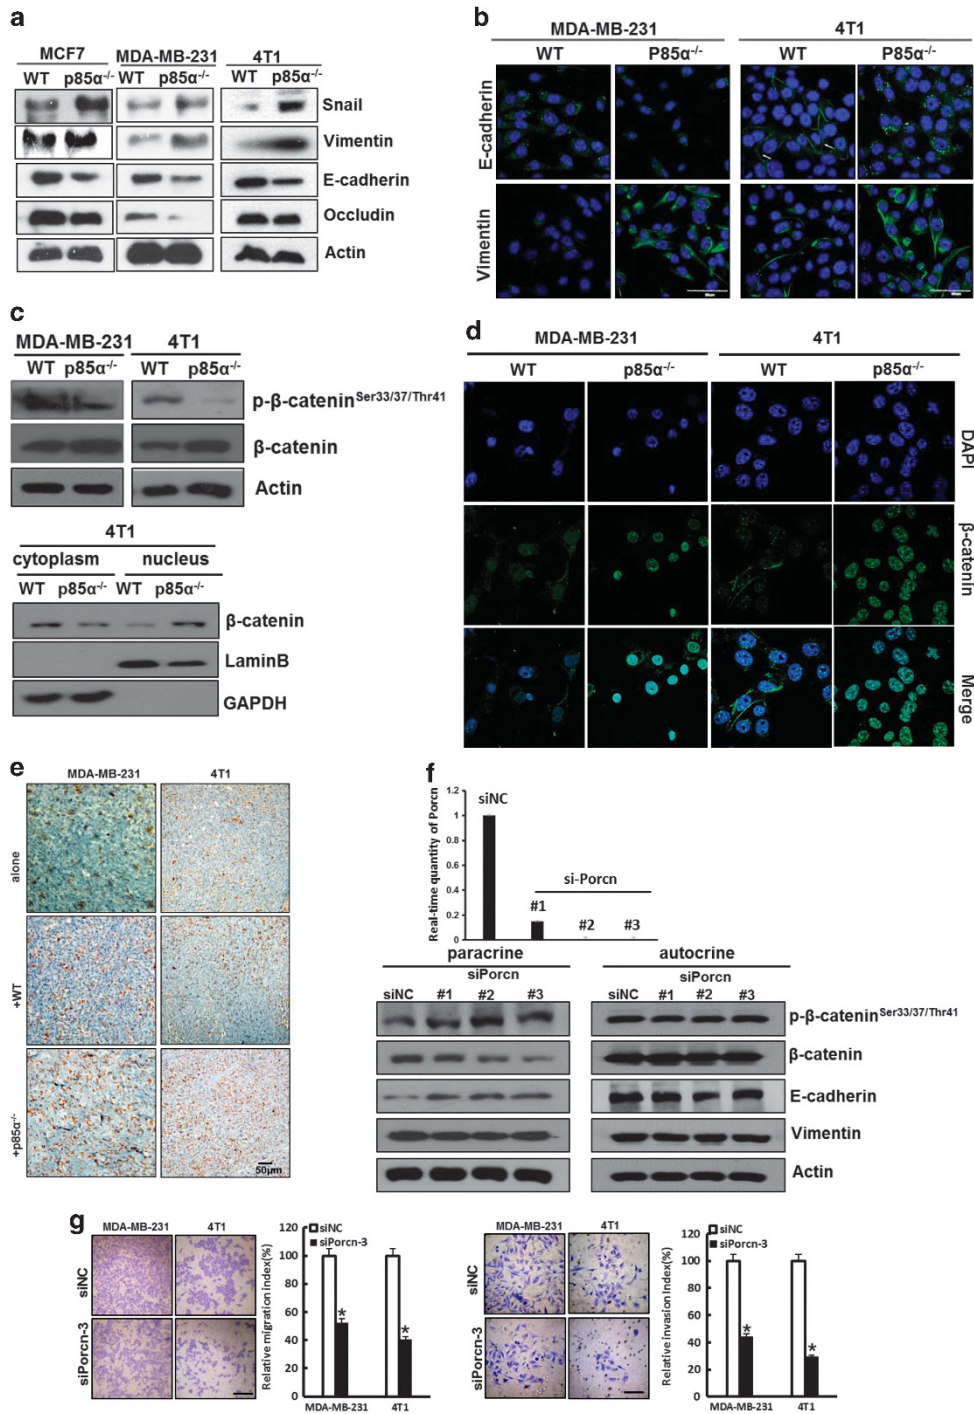 a
MCF7 MDA-MB-231 4T1
WT p85α-/- WT p85α-/- WT p85α-/-
Snail
Vimentin
E-cadherin
Occludin
Actin
b
MDA-MB-231 4T1
WT P85α-/- WT P85α-/-
E-cadherin
Vimentin
c
MDA-MB-231 4T1
WT p85α-/- WT p85α-/-
p-β-catenin Ser33/37/Thr41
β-catenin
Actin
4T1
cytoplasm nucleus
WT p85α-/- WT p85α-/-
β-catenin
LaminB
GAPDH
d
MDA-MB-231 4T1
WT p85α-/- WT p85α-/-
DAPI
β-catenin
Merge
e
MDA-MB-231 4T1
alone
+WT
+p85α-/-
50μm
f
Real-time quantity of Porcn
1.2
1
0.8
0.6
0.4
0.2
0
siNC
si-Porcn
#1 #2 #3
paracrine autocrine
siPorcn siPorcn
siNC #1 #2 #3 siNC #1 #2 #3
p-β-catenin Ser33/37/Thr41
β-catenin
E-cadherin
Vimentin
Actin
g
MDA-MB-231 4T1
siNC
siPorcn-3
Relative migration index(%)
120
100
80
60
40
20
0
siNC
siPorcn-3
* *
MDA-MB-231 4T1
MDA-MB-231 4T1
siNC
siPorcn-3
Relative invasion index(%)
120
100
80
60
40
20
0
siNC
siPorcn-3
* *
MDA-MB-231 4T1